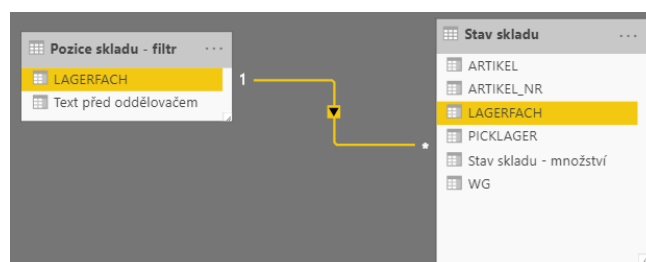 Pozice skladu - filtr ...
LAGERFACH
Text před oddělovačem
1
*
Stav skladu ...
ARTIKEL
ARTIKEL_NR
LAGERFACH
PICKLAGER
Stav skladu - množství
WG